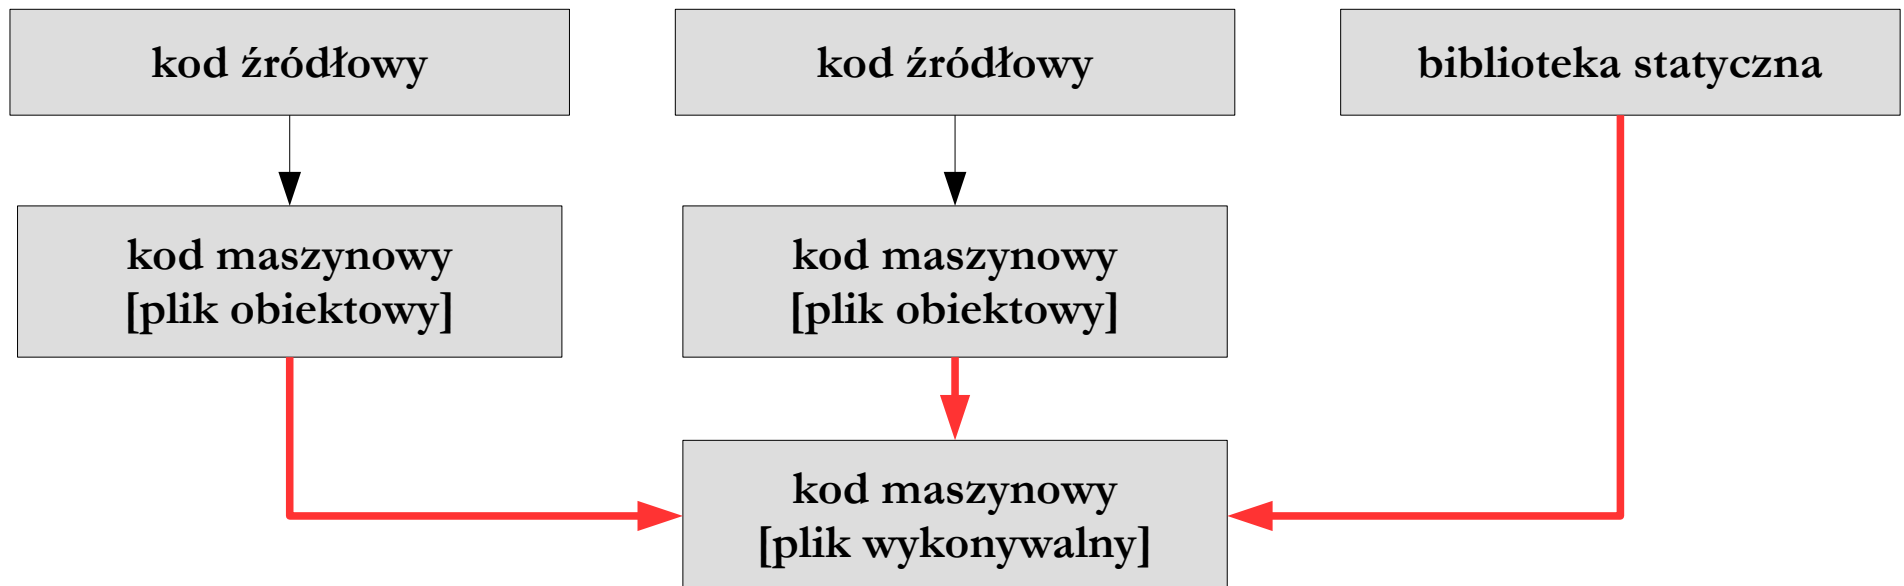 kod źródłowy
kod źródłowy
biblioteka statyczna
kod maszynowy
[plik obiektowy]
kod maszynowy
[plik obiektowy]
kod maszynowy
[plik wykonywalny]